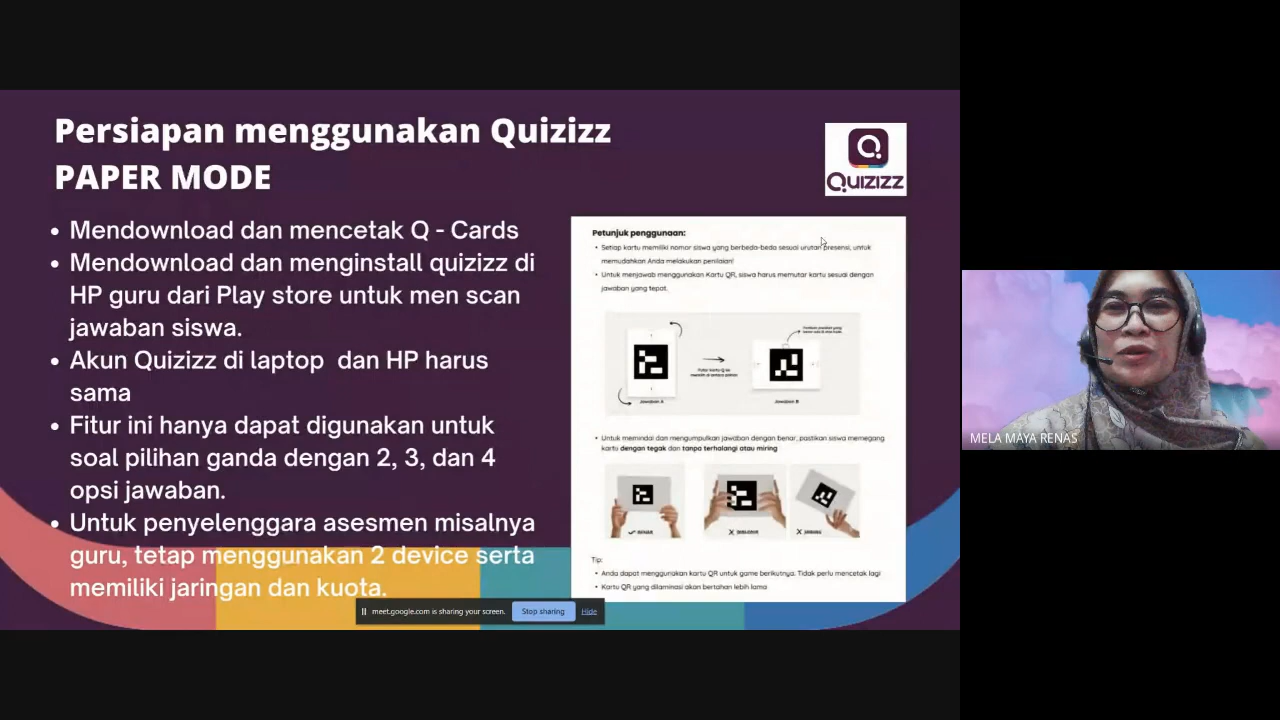 Persiapan menggunakan Quizizz
PAPER MODE
QUIZIZZ
• Mendownload dan mencetak Q - Cards
• Mendownload dan menginstall quizizz di
HP guru dari Play store untuk men scan
jawaban siswa.
• Akun Quizizz di laptop dan HP harus
sama
• Fitur ini hanya dapat digunakan untuk
soal pilihan ganda dengan 2, 3, dan 4
opsi jawaban.
• Untuk penyelenggara asesmen misalnya
guru, tetap menggunakan 2 device serta
memiliki jaringan dan kuota.
Petunjuk penggunaan:
• Setiap kartu memiliki nomor siswa yang berbeda-beda sesuai urutan presensi, untuk
memudahkan Anda melakukan penilaian!
• Untuk menjawab menggunakan Kartu QR, siswa harus memutar kartu sesuai dengan
jawaban yang tepat.
Jawaban A
Jawaban B
• Untuk memindai dan mengumpulkan jawaban dengan benar, pastikan siswa memegang
kartu dengan tegak dan tanpa terhalangi atau miring
Tip:
• Anda dapat menggunakan kartu QR untuk game berikutnya. Tidak perlu mencetak lagi
• Kartu QR yang dilaminasi akan bertahan lebih lama
meet.google.com is sharing your screen.
Stop sharing
Hide
MELA MAYA RENAS